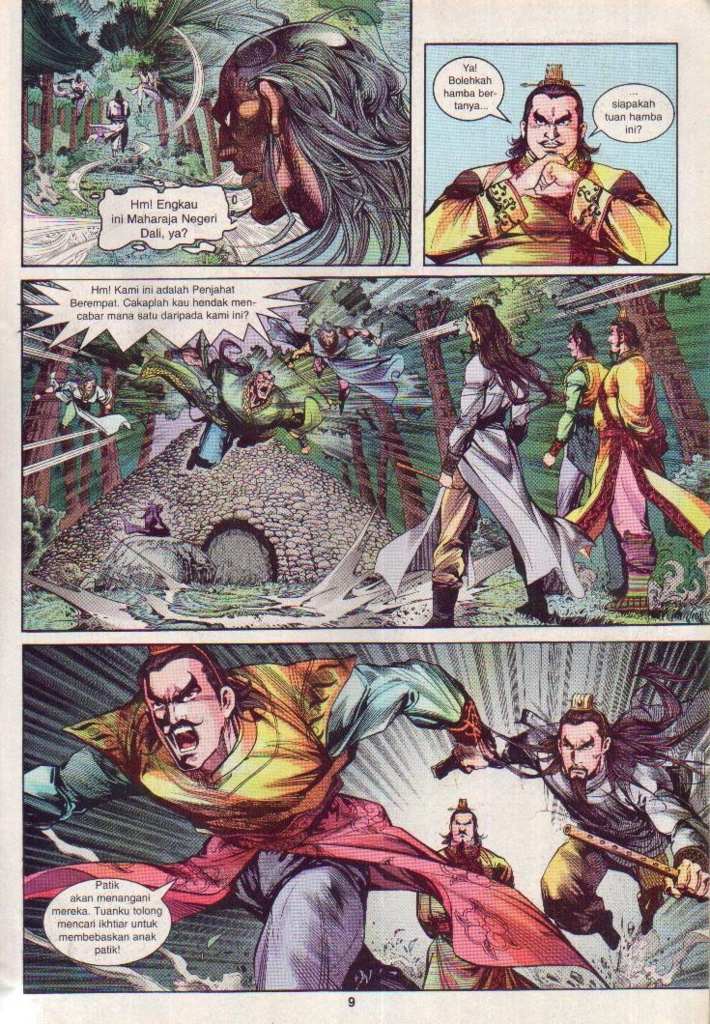 Hm! Engkau
ini Maharaja Negeri
Dali, ya?
Ya!
Bolehkah
hamba ber-
tanya...
...
siapakah
tuan hamba
ini?
Hm! Kami ini adalah Penjahat
Berempat. Cakaplah kau hendak men-
cabar mana satu daripada kami ini?
Patik
akan menangani
mereka. Tuanku tolong
mencari ikhtiar untuk
membebaskan anak
patik!
9